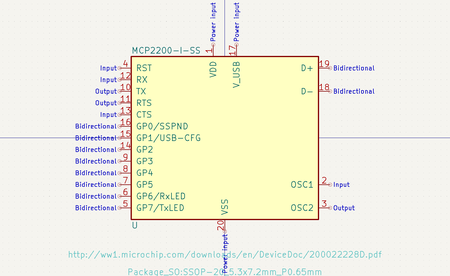 Power input
Power input
MCP2200-I-SS
1
17
VDD
V_USB
Input 4 RST
Input 12 RX
Output 10 TX
Output 11 RTS
Input 13 CTS
Bidirectional 16 GP0/SSPND
Bidirectional 15 GP1/USB-CFG
Bidirectional 14 GP2
Bidirectional 9 GP3
Bidirectional 8 GP4
Bidirectional 7 GP5
Bidirectional 6 GP6/RxLED
Bidirectional 5 GP7/TxLED
D+ 19 Bidirectional
D- 18 Bidirectional
OSC1 2 Input
OSC2 3 Output
VSS
20
U
Power input
http://ww1.microchip.com/downloads/en/DeviceDoc/200022228D.pdf
Package_SO:SSOP-20_5.3x7.2mm_P0.65mm